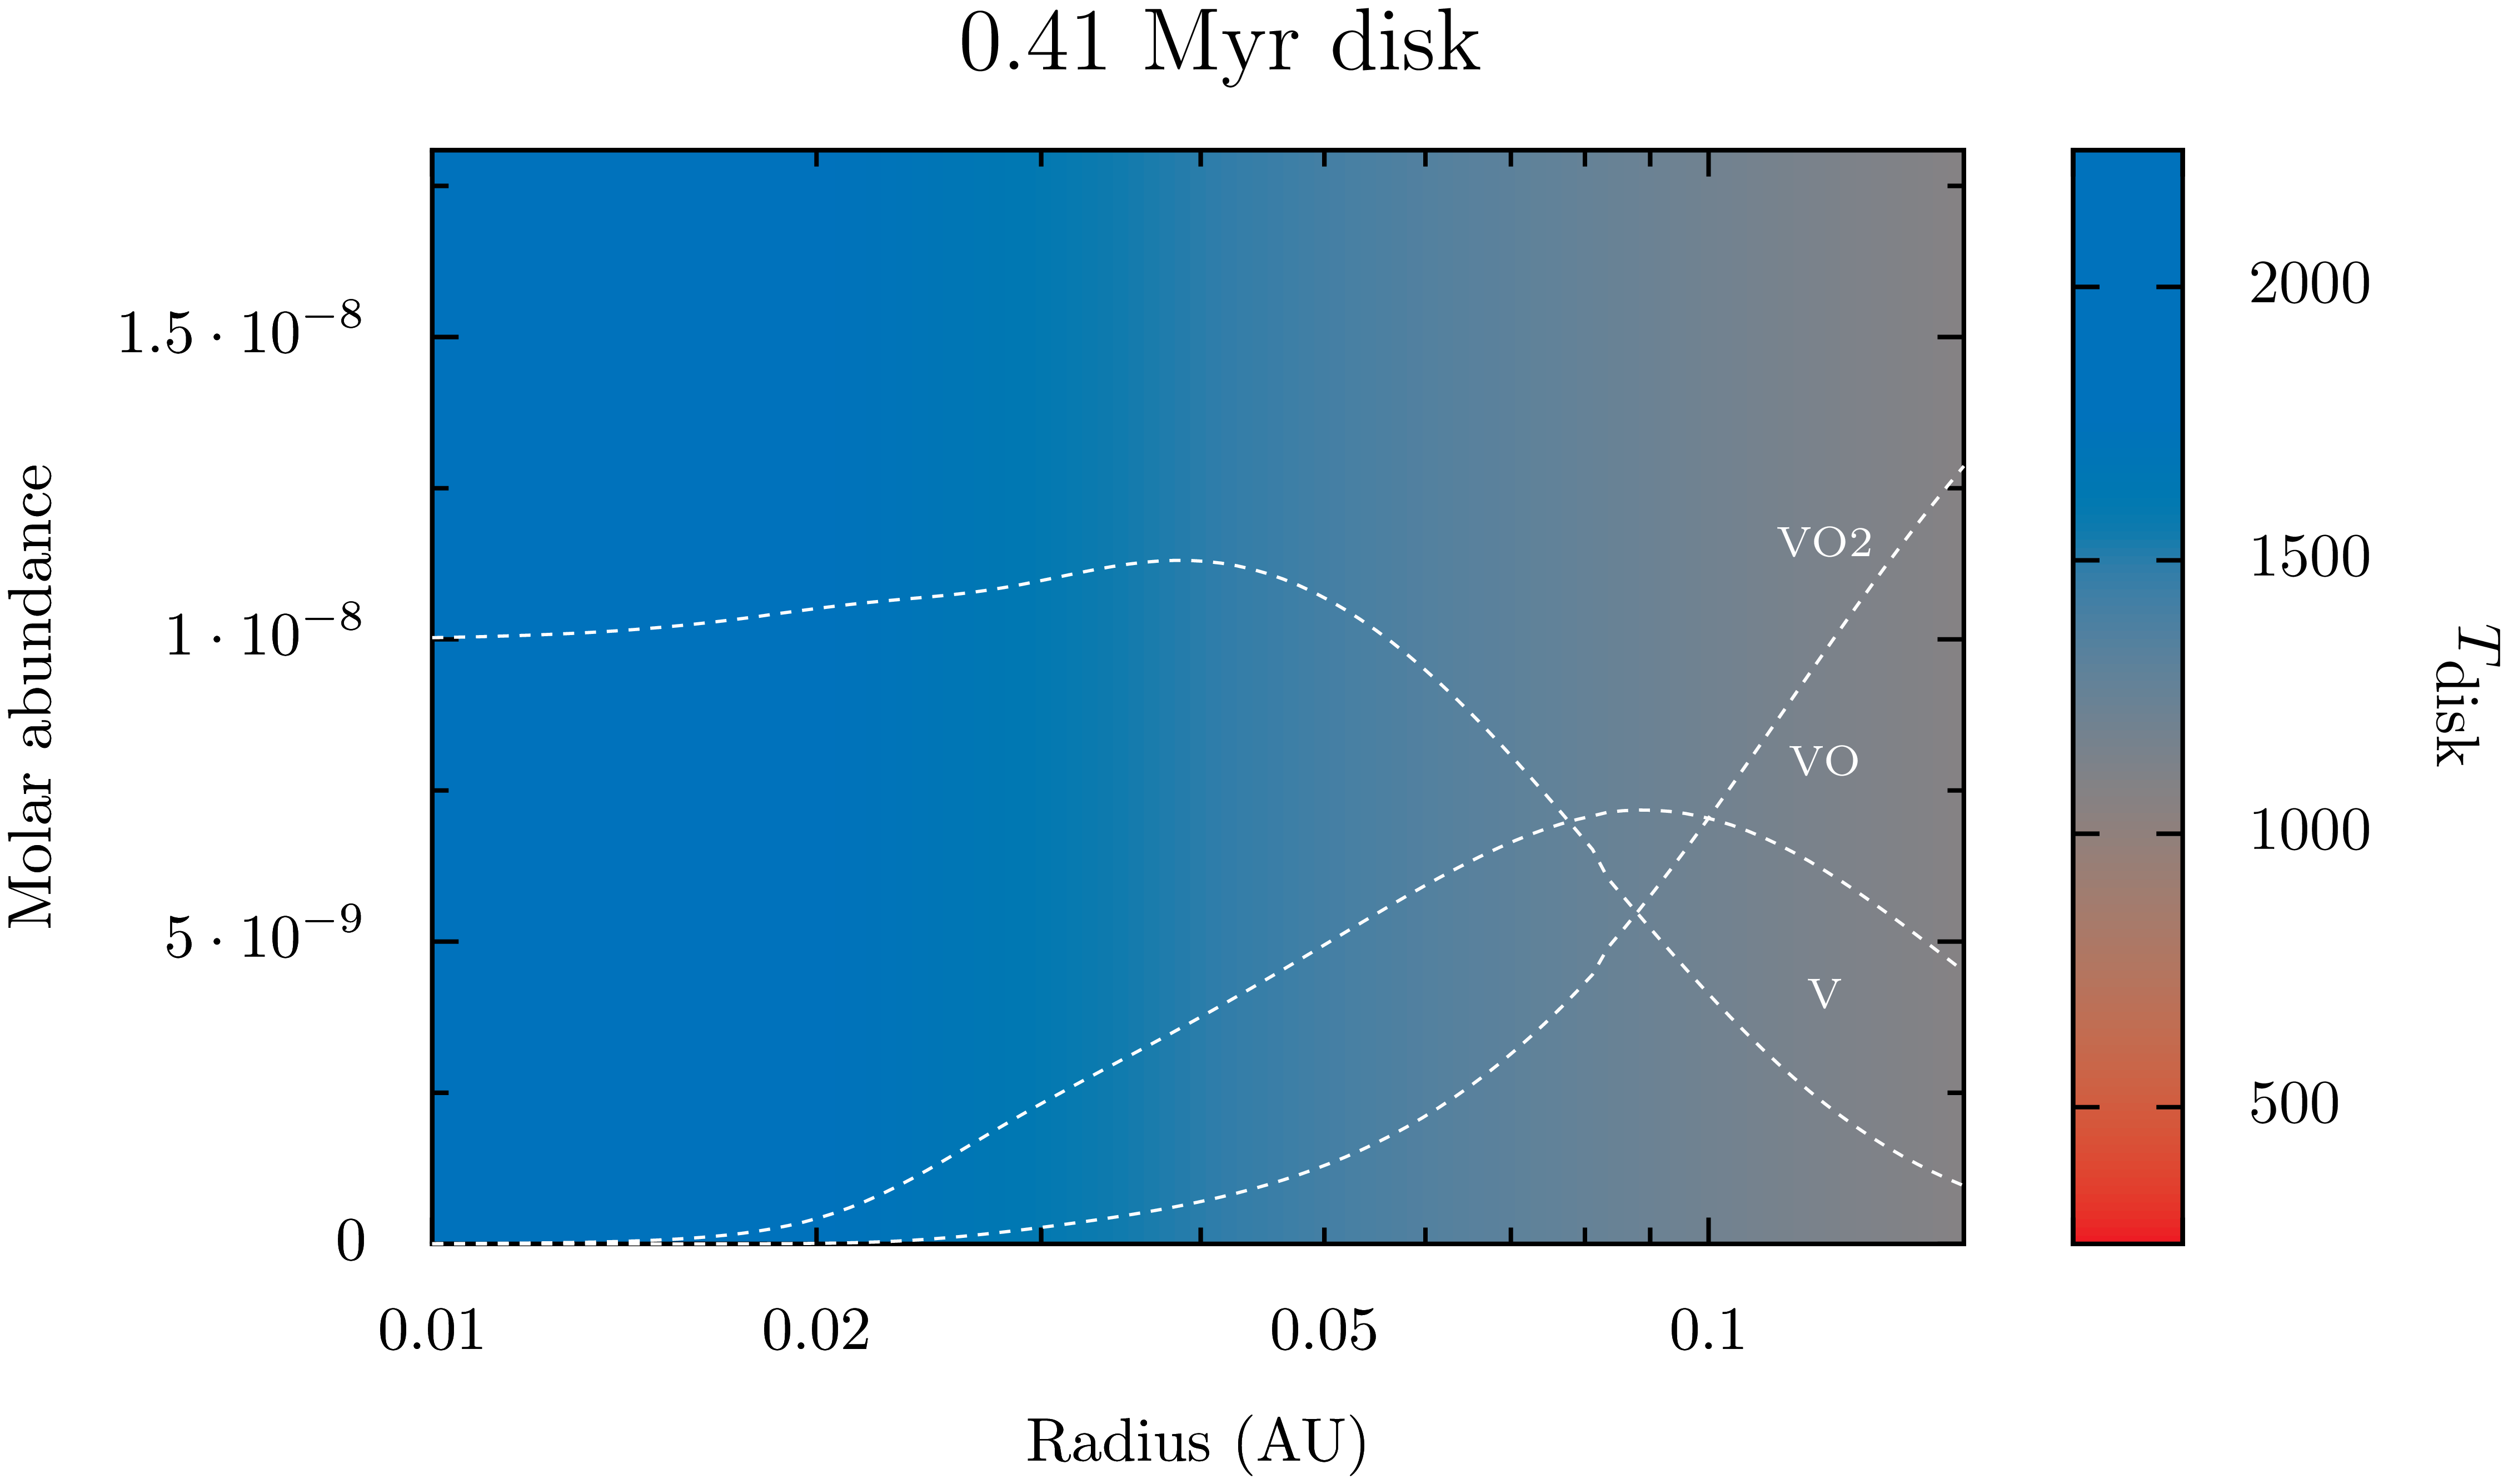 0.41 Myr disk
Molar abundance
1.5 · 10⁻⁸
1 · 10⁻⁸
5 · 10⁻⁹
0
VO2
VO
V
0.01 0.02 0.05 0.1
Radius (AU)
2000
1500
1000
500
T_disk